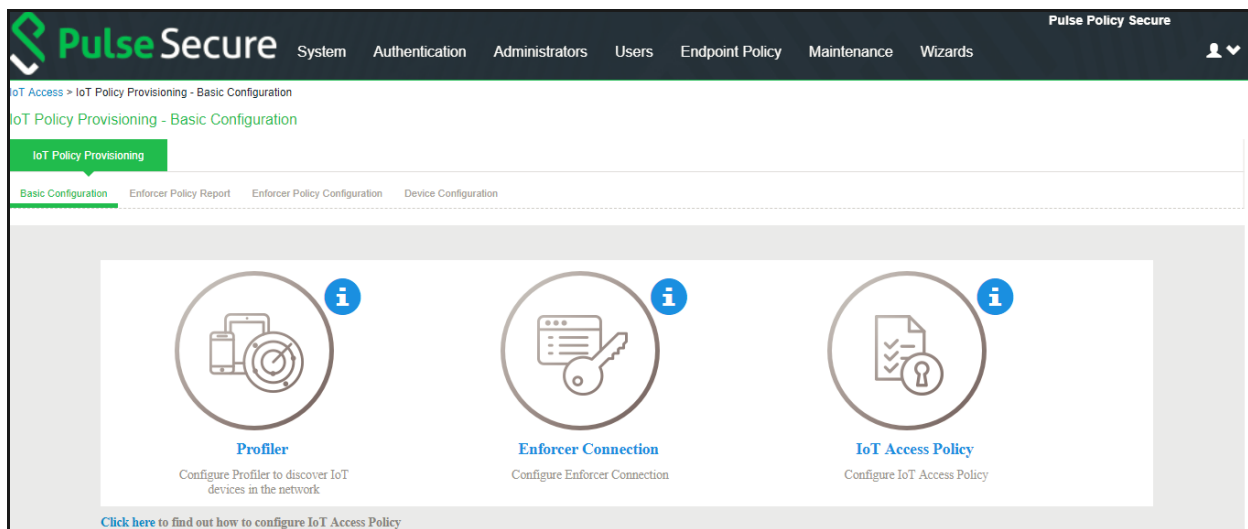 Pulse Policy Secure
Pulse Secure System Authentication Administrators Users Endpoint Policy Maintenance Wizards
IoT Access > IoT Policy Provisioning - Basic Configuration
IoT Policy Provisioning - Basic Configuration
IoT Policy Provisioning
Basic Configuration Enforcer Policy Report Enforcer Policy Configuration Device Configuration
i i i
Profiler Enforcer Connection IoT Access Policy
Configure Profiler to discover IoT Configure Enforcer Connection Configure IoT Access Policy
devices in the network
Click here to find out how to configure IoT Access Policy